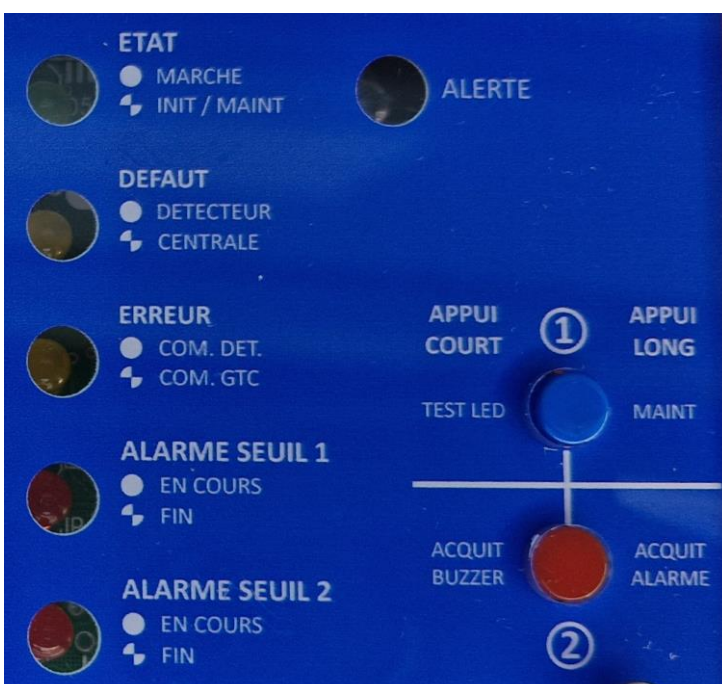 ETAT
MARCHE
INIT / MAINT
ALERTE
DEFAUT
DETECTEUR
CENTRALE
ERREUR
COM. DET.
COM. GTC
APPUI COURT
1
APPUI LONG
TEST LED
MAINT
ALARME SEUIL 1
EN COURS
FIN
ACQUIT BUZZER
ACQUIT ALARME
ALARME SEUIL 2
EN COURS
FIN
2